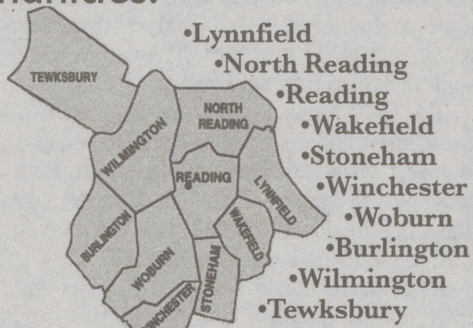 •Lynnfield
•North Reading
•Reading
•Wakefield
•Stoneham
•Winchester
•Woburn
•Burlington
•Wilmington
•Tewksbury
TEWKSBURY
WILMINGTON
NORTH
READING
READING
LYNNFIELD
WAKEFIELD
BURLINGTON
WOBURN
STONEHAM